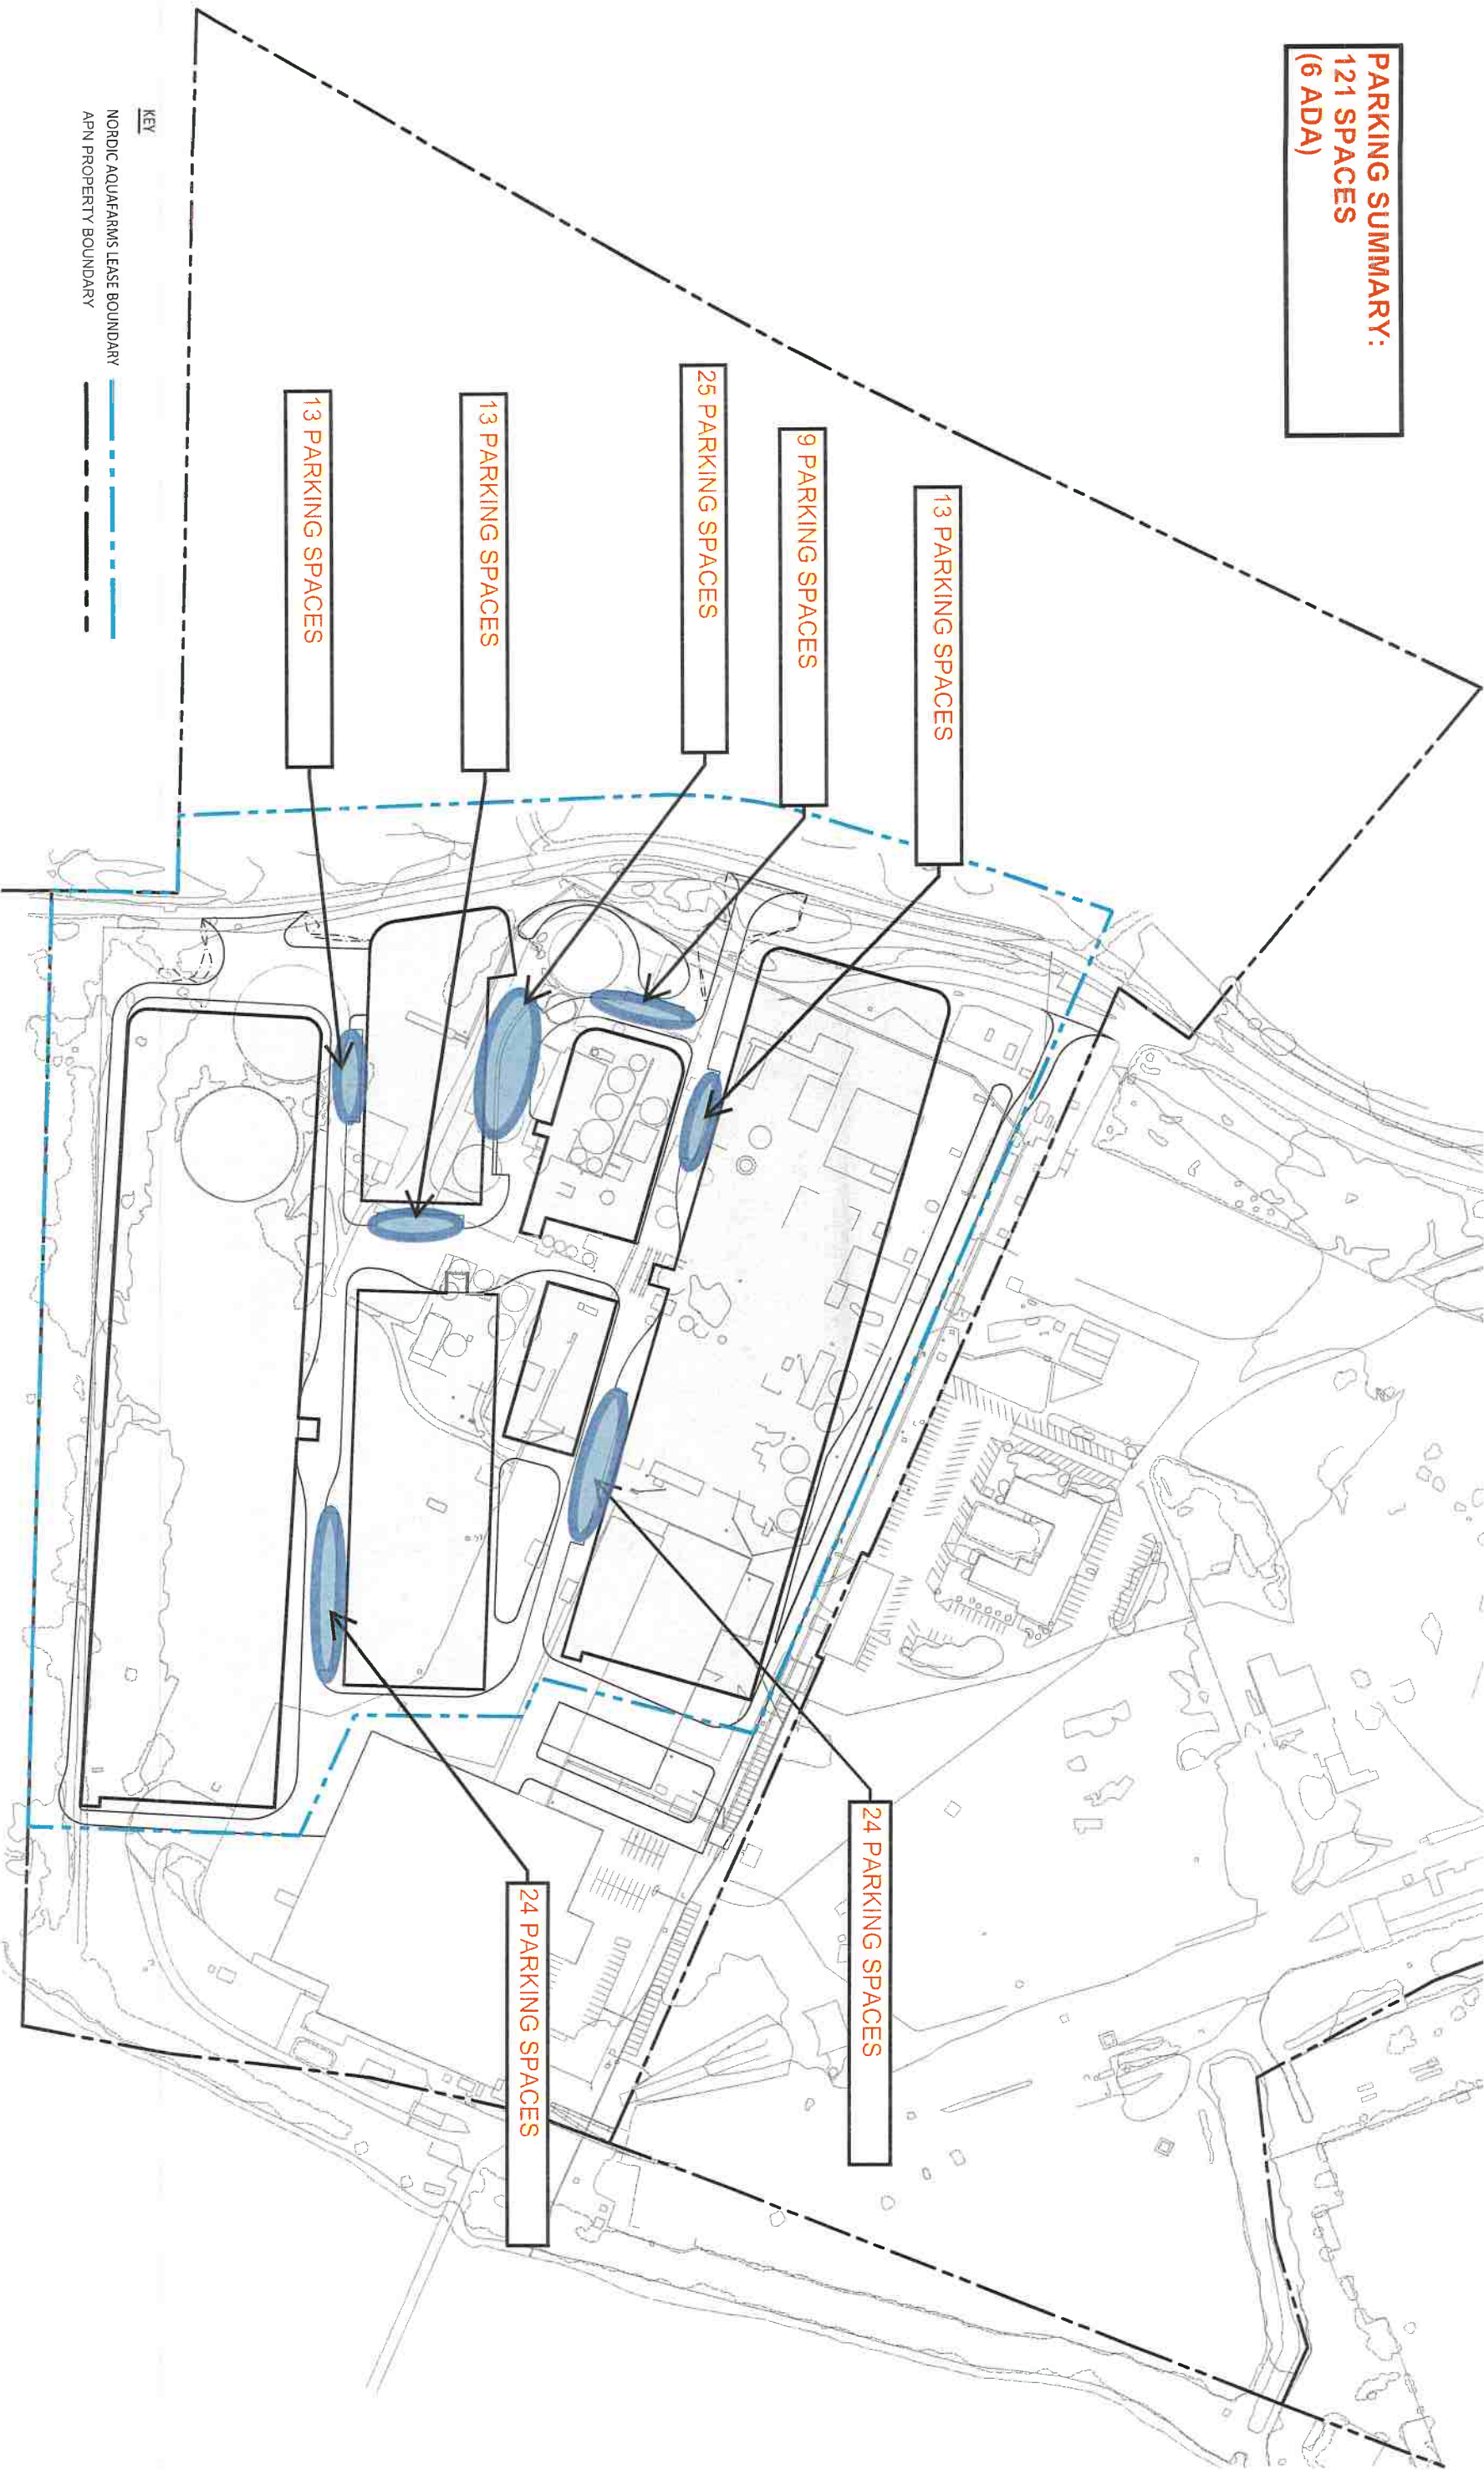 PARKING SUMMARY:
121 SPACES
(6 ADA)
13 PARKING SPACES
9 PARKING SPACES
25 PARKING SPACES
13 PARKING SPACES
13 PARKING SPACES
24 PARKING SPACES
24 PARKING SPACES
KEY
NORDIC AQUAFARMS LEASE BOUNDARY
APN PROPERTY BOUNDARY